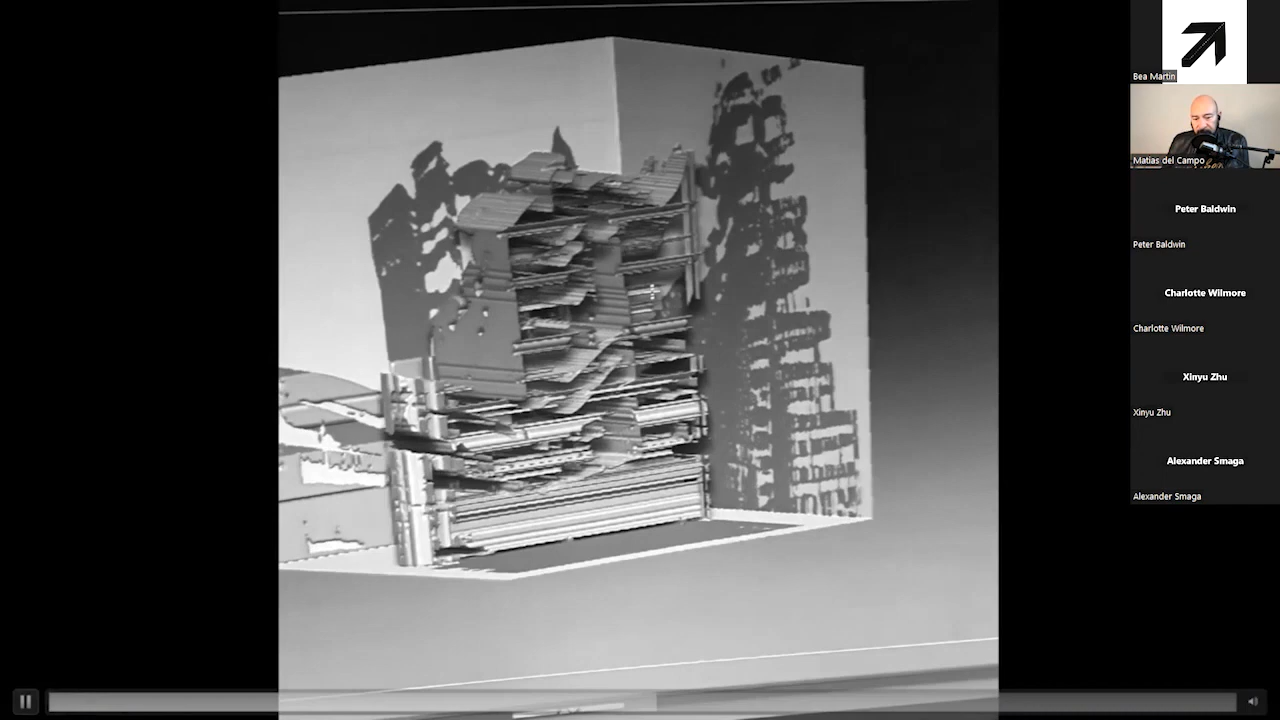 Bea Martin
Matias del Campo
Peter Baldwin
Peter Baldwin
Charlotte Wilmore
Charlotte Wilmore
Xinyu Zhu
Xinyu Zhu
Alexander Smaga
Alexander Smaga